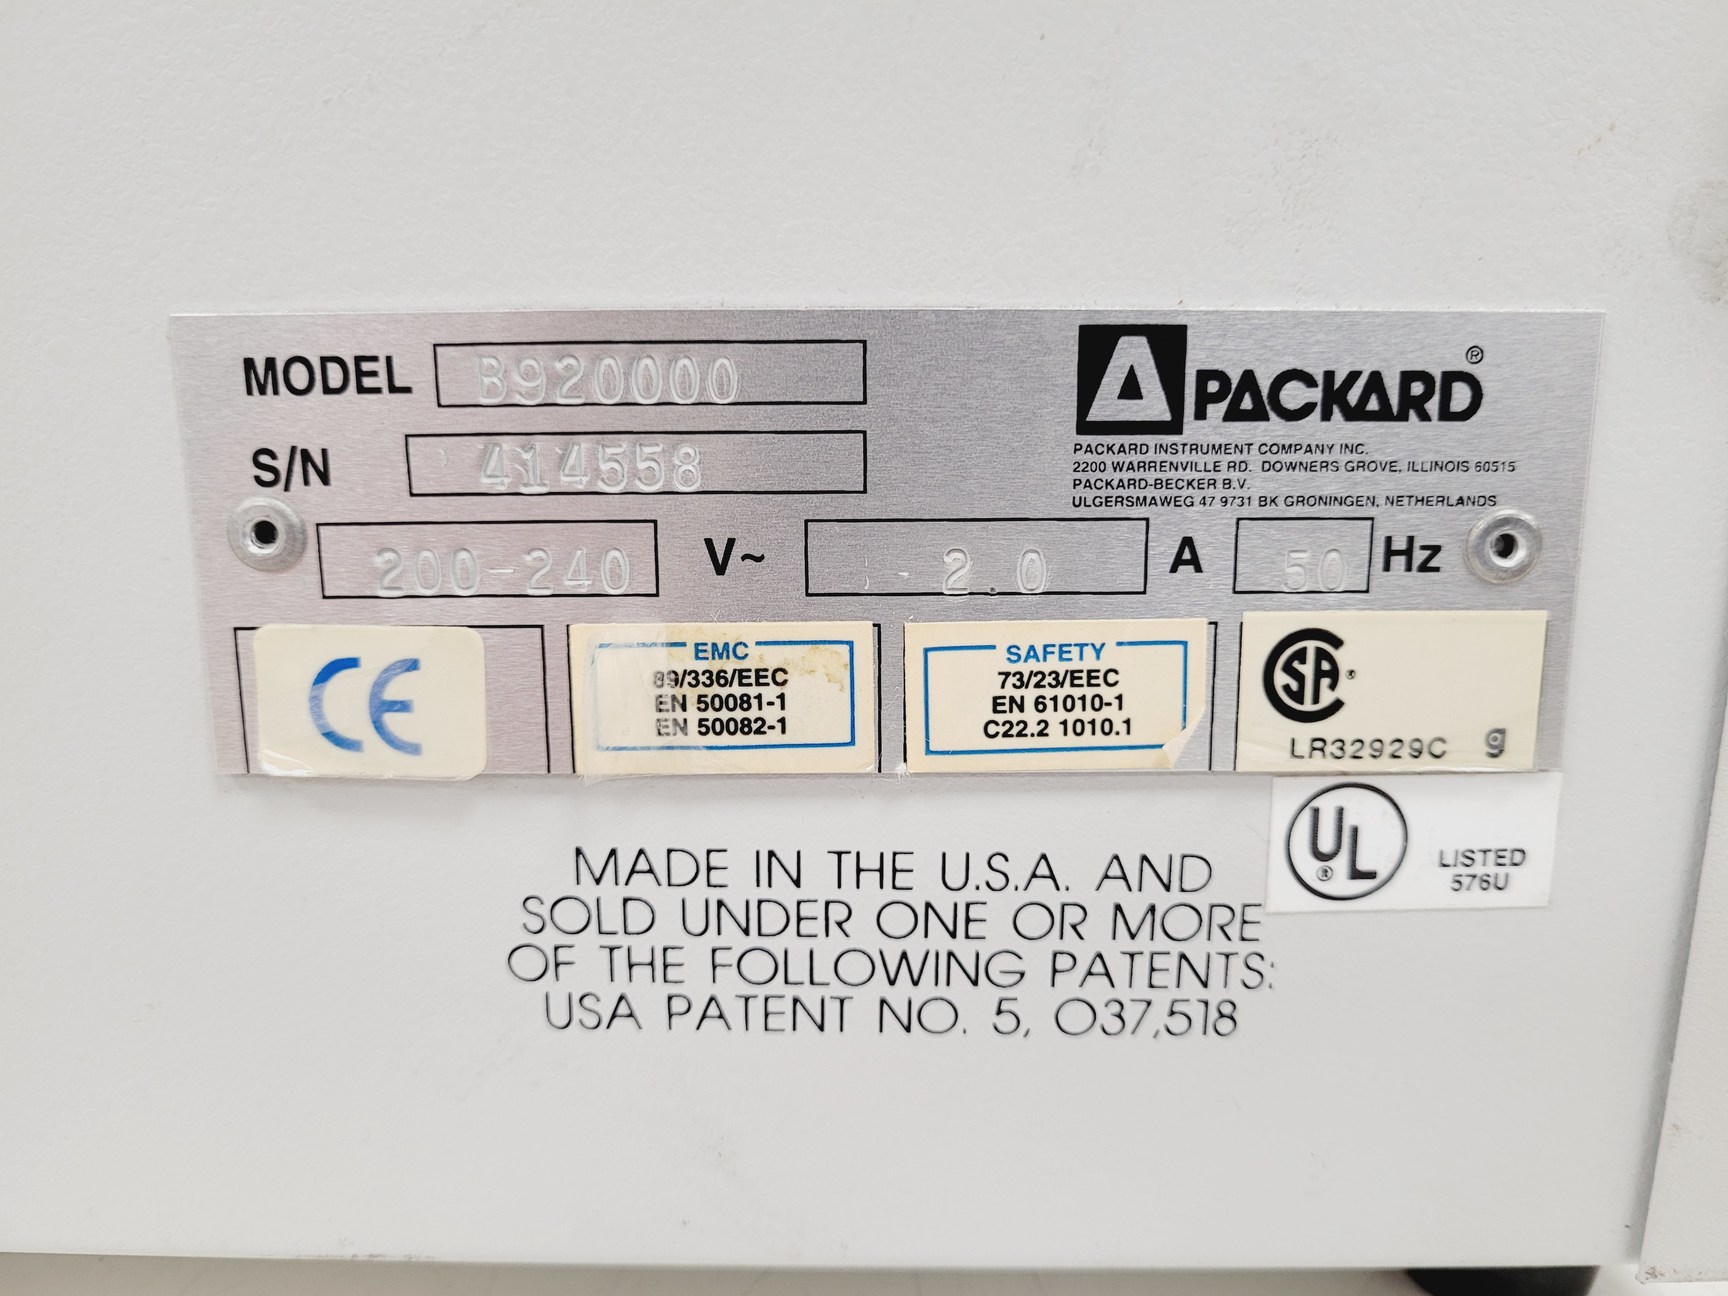 MODEL B920000
PACKARD®
S/N 414558
PACKARD INSTRUMENT COMPANY INC.
2200 WARRENVILLE RD. DOWNERS GROVE, ILLINOIS 60515
PACKARD-BECKER B.V.
ULGERSMAWEG 47 9731 BK GRONINGEN, NETHERLANDS
200-240 V~ 2.0 A 50 Hz
CE
EMC
89/336/EEC
EN 50081-1
EN 50082-1
SAFETY
73/23/EEC
EN 61010-1
C22.2 1010.1
CSA®
LR32929C g
UL®
LISTED
576U
MADE IN THE U.S.A. AND
SOLD UNDER ONE OR MORE
OF THE FOLLOWING PATENTS:
USA PATENT NO. 5, 037,518